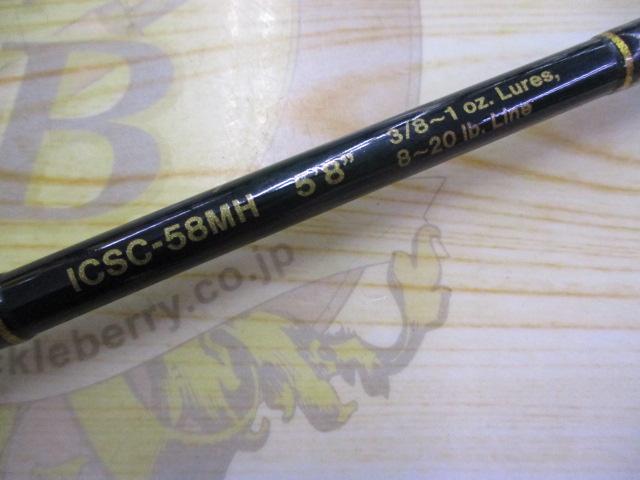 ICSC-58MH 5'8" 3/8~1 oz. Lures,
8~20 lb. Line
kleberry.co.jp
B